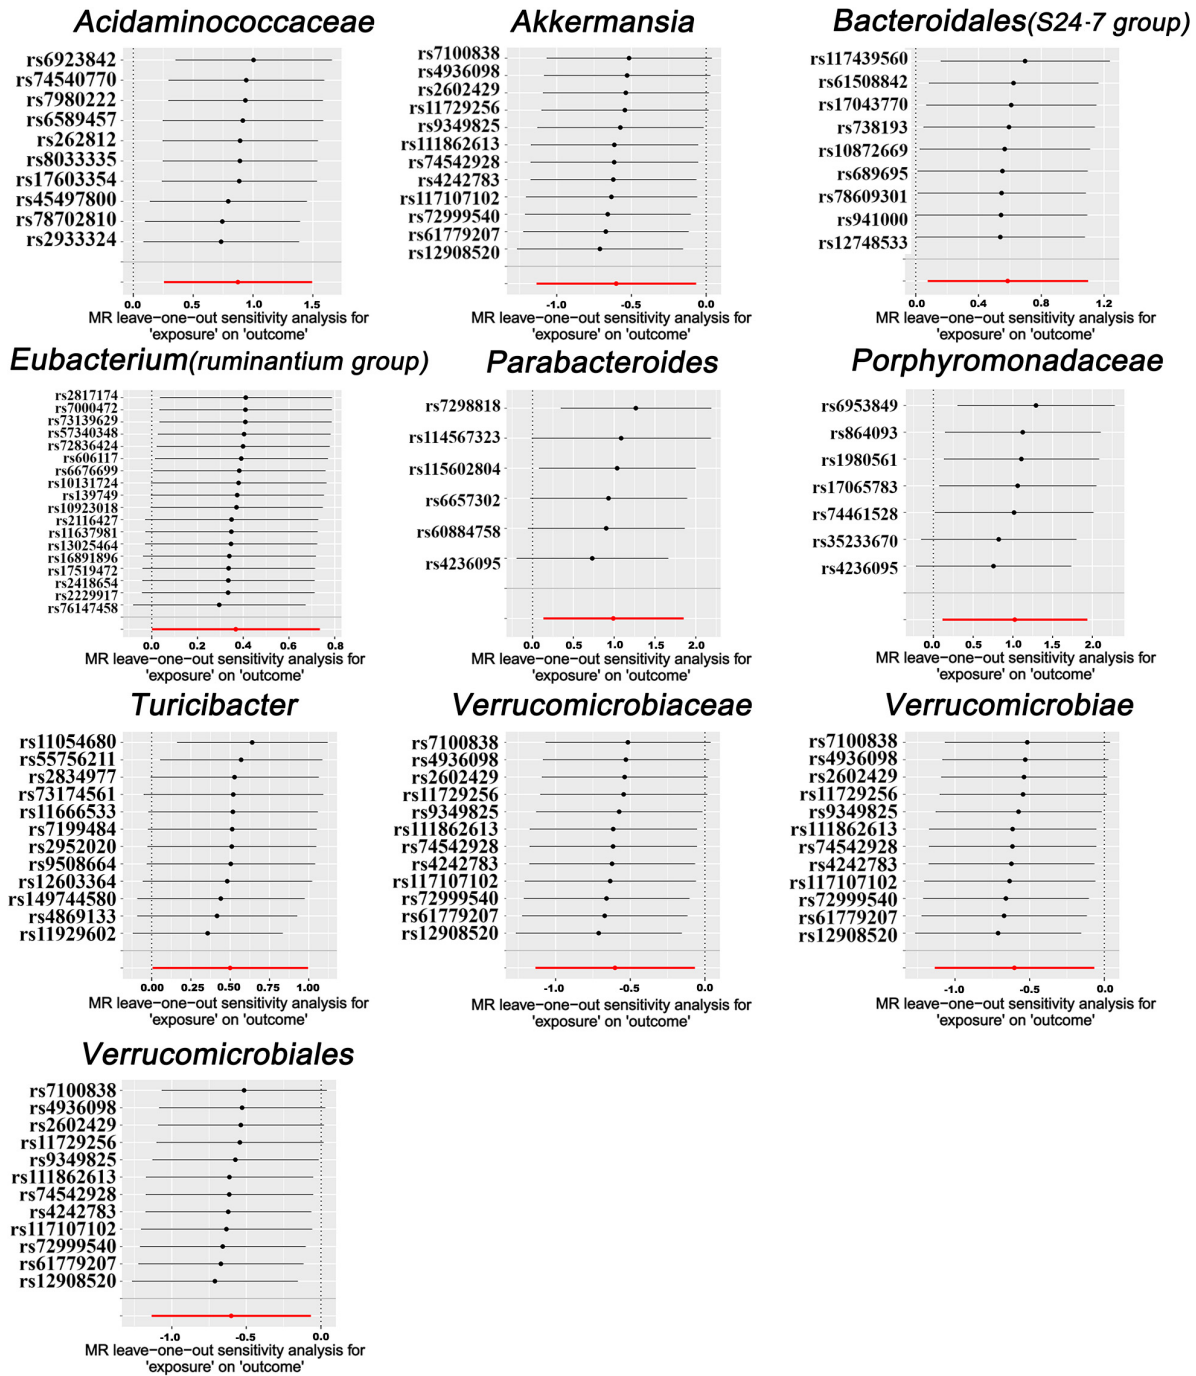 Acidaminococcaceae
rs6923842
rs74540770
rs7980222
rs6589457
rs262812
rs8033335
rs17603354
rs45497800
rs78702810
rs2933324
0.0 0.5 1.0 1.5
MR leave−one−out sensitivity analysis for
'exposure' on 'outcome'
Akkermansia
rs7100838
rs4936098
rs2602429
rs11729256
rs9349825
rs111862613
rs74542928
rs4242783
rs117107102
rs72999540
rs61779207
rs12908520
-1.0 -0.5 0.0
MR leave−one−out sensitivity analysis for
'exposure' on 'outcome'
Bacteroidales(S24-7 group)
rs117439560
rs61508842
rs17043770
rs738193
rs10872669
rs689695
rs78609301
rs941000
rs12748533
0.0 0.4 0.8 1.2
MR leave−one−out sensitivity analysis for
'exposure' on 'outcome'
Eubacterium(ruminantium group)
rs2817174
rs7000472
rs73139629
rs57340348
rs72836424
rs606117
rs6676699
rs10131724
rs139749
rs10923018
rs2116427
rs11637981
rs13025464
rs16891896
rs17519472
rs2418654
rs2229917
rs76147458
0.0 0.2 0.4 0.6 0.8
MR leave−one−out sensitivity analysis for
'exposure' on 'outcome'
Parabacteroides
rs7298818
rs114567323
rs115602804
rs6657302
rs60884758
rs4236095
0.0 0.5 1.0 1.5 2.0
MR leave−one−out sensitivity analysis for
'exposure' on 'outcome'
Porphyromonadaceae
rs6953849
rs864093
rs1980561
rs17065783
rs74461528
rs35233670
rs4236095
0.0 0.5 1.0 1.5 2.0
MR leave−one−out sensitivity analysis for
'exposure' on 'outcome'
Turicibacter
rs11054680
rs55756211
rs2834977
rs73174561
rs11666533
rs7199484
rs2952020
rs9508664
rs12603364
rs149744580
rs4869133
rs11929602
0.00 0.25 0.50 0.75 1.00
MR leave−one−out sensitivity analysis for
'exposure' on 'outcome'
Verrucomicrobiaceae
rs7100838
rs4936098
rs2602429
rs11729256
rs9349825
rs111862613
rs74542928
rs4242783
rs117107102
rs72999540
rs61779207
rs12908520
-1.0 -0.5 0.0
MR leave−one−out sensitivity analysis for
'exposure' on 'outcome'
Verrucomicrobiae
rs7100838
rs4936098
rs2602429
rs11729256
rs9349825
rs111862613
rs74542928
rs4242783
rs117107102
rs72999540
rs61779207
rs12908520
-1.0 -0.5 0.0
MR leave−one−out sensitivity analysis for
'exposure' on 'outcome'
Verrucomicrobiales
rs7100838
rs4936098
rs2602429
rs11729256
rs9349825
rs111862613
rs74542928
rs4242783
rs117107102
rs72999540
rs61779207
rs12908520
-1.0 -0.5 0.0
MR leave−one−out sensitivity analysis for
'exposure' on 'outcome'